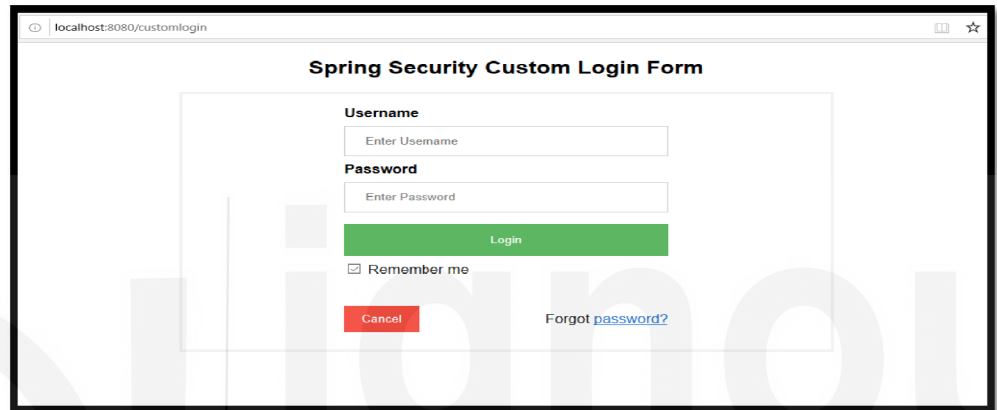 localhost:8080/customlogin
Spring Security Custom Login Form
Username
Enter Username
Password
Enter Password
Login
Remember me
Cancel Forgot password?
ignou